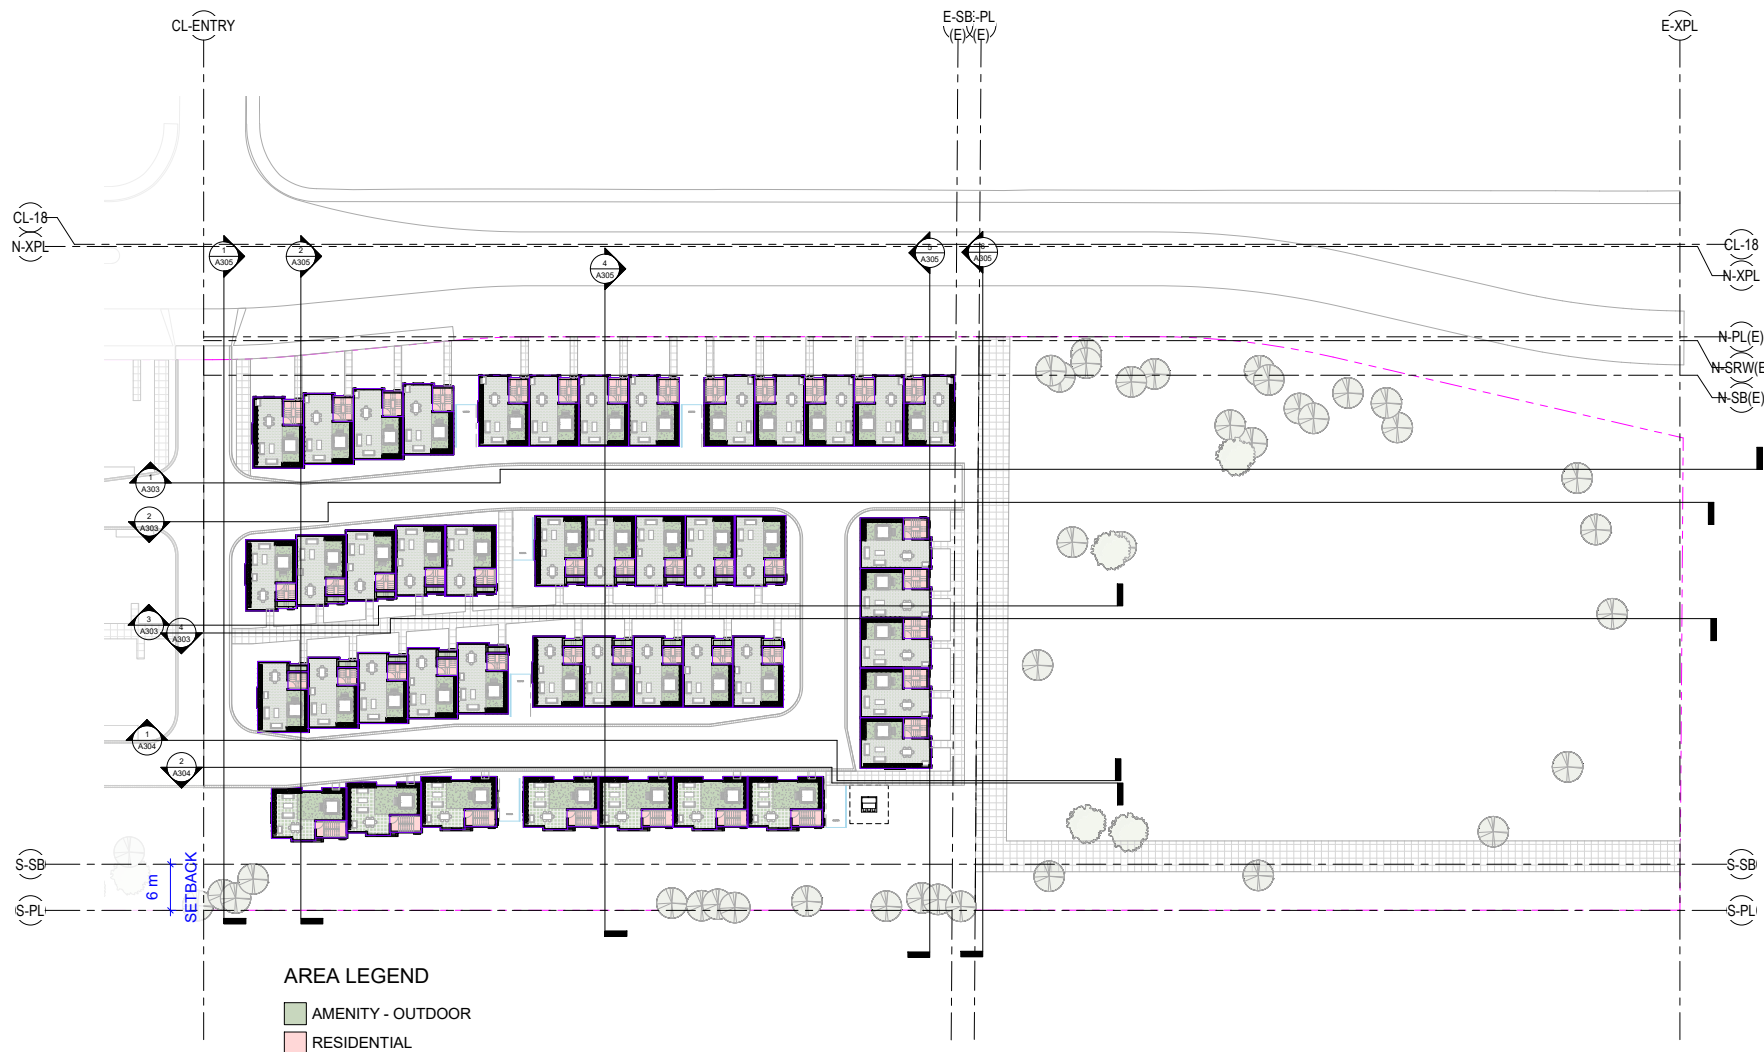 CL-ENTRY
E-SB
(E)
E-PL
(E)
E-XPL
CL-18
N-XPL
1
A305
2
A305
4
A305
5
A305
6
A305
CL-18
N-XPL
N-PL(E)
N-SRW(E
N-SB(E)
1
A303
2
A303
3
A303
4
A303
1
A304
2
A304
S-SB
S-PL
6 m
SETBACK
S-SB
S-PL
AREA LEGEND
AMENITY - OUTDOOR
RESIDENTIAL